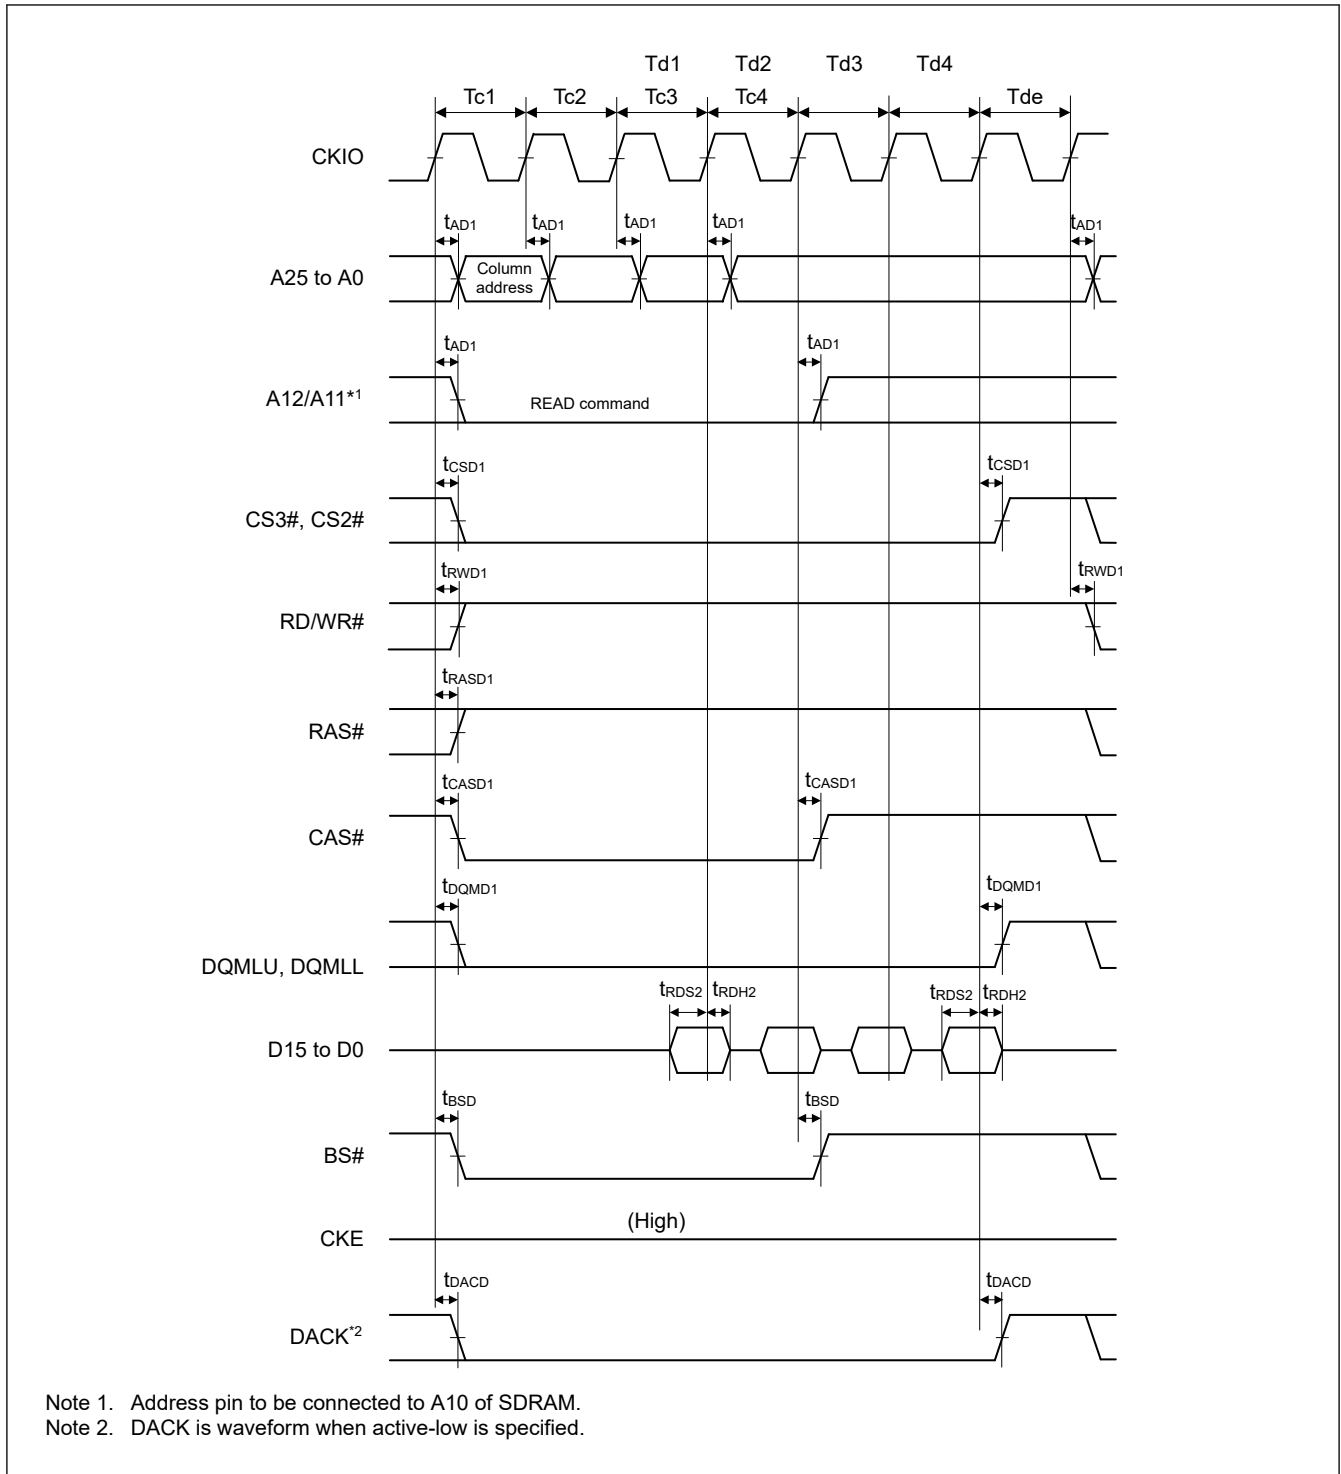 Td1 Td2 Td3 Td4
Tc1 Tc2 Tc3 Tc4 Tde
CKIO
tAD1 tAD1 tAD1 tAD1 tAD1
A25 to A0
Column
address
tAD1 tAD1
A12/A11*1
READ command
tCSD1 tCSD1
CS3#, CS2#
tRWD1 tRWD1
RD/WR#
tRASD1
RAS#
tCASD1 tCASD1
CAS#
tDQMD1 tDQMD1
DQMLU, DQMLL
tRDS2 tRDH2 tRDS2 tRDH2
D15 to D0
tBSD tBSD
BS#
(High)
CKE
tDACD tDACD
DACK*2
Note 1. Address pin to be connected to A10 of SDRAM.
Note 2. DACK is waveform when active-low is specified.